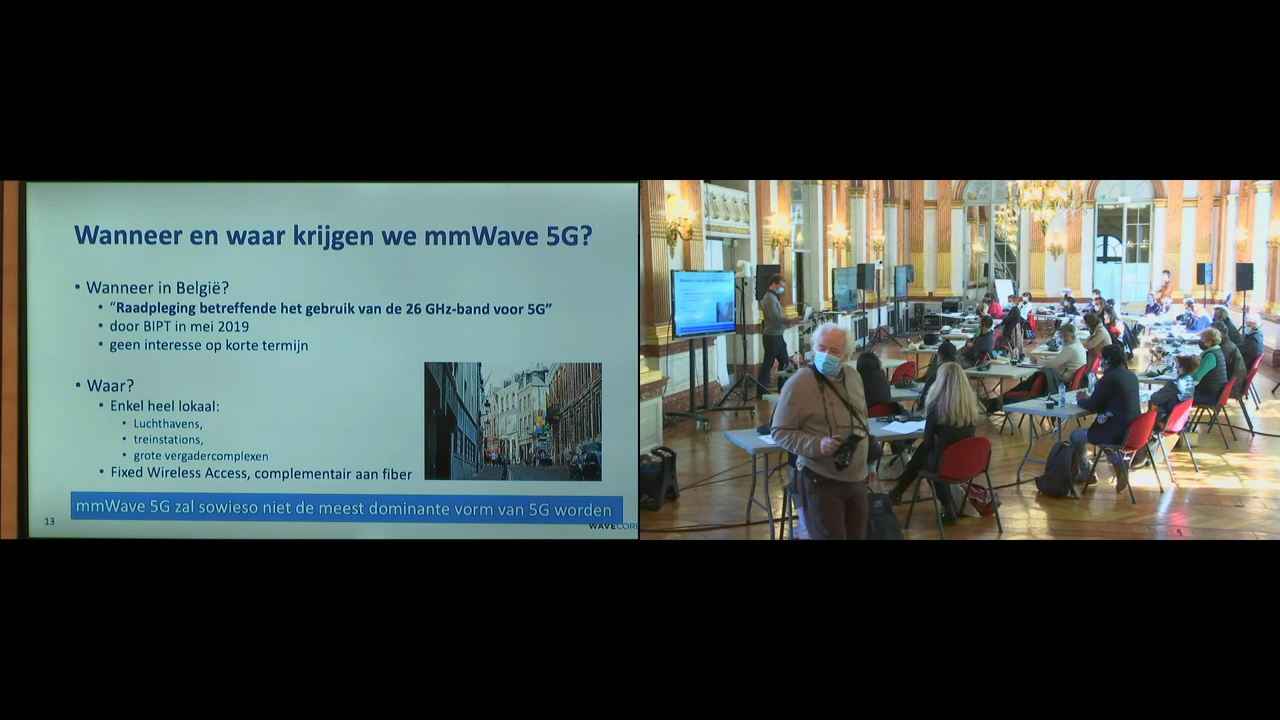 Wanneer en waar krijgen we mmWave 5G?
• Wanneer in België?
• "Raadpleging betreffende het gebruik van de 26 GHz-band voor 5G"
• door BIPT in mei 2019
• geen interesse op korte termijn
• Waar?
• Enkel heel lokaal:
• Luchthavens,
• treinstations,
• grote vergadercomplexen
• Fixed Wireless Access, complementair aan fiber
mmWave 5G zal sowieso niet de meest dominante vorm van 5G worden
13
WAVECORE